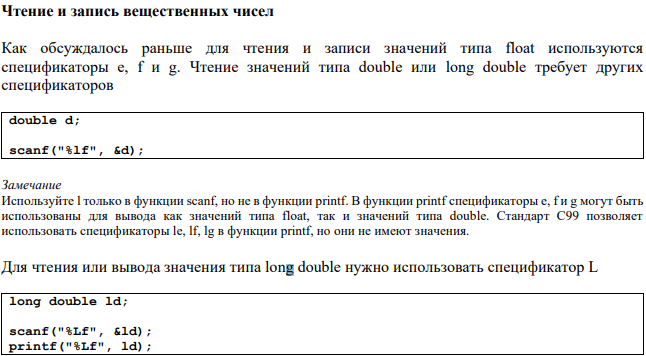 Чтение и запись вещественных чисел
Как обсуждалось раньше для чтения и записи значений типа float используются
спецификаторы e, f и g. Чтение значений типа double или long double требует других
спецификаторов
double d;
scanf("%lf", &d);
Замечание
Используйте l только в функции scanf, но не в функции printf. В функции printf спецификаторы e, f и g могут быть
использованы для вывода как значений типа float, так и значений типа double. Стандарт C99 позволяет
использовать спецификаторы le, lf, lg в функции printf, но они не имеют значения.
Для чтения или вывода значения типа long double нужно использовать спецификатор L
long double ld;
scanf("%Lf", &ld);
printf("%Lf", ld);